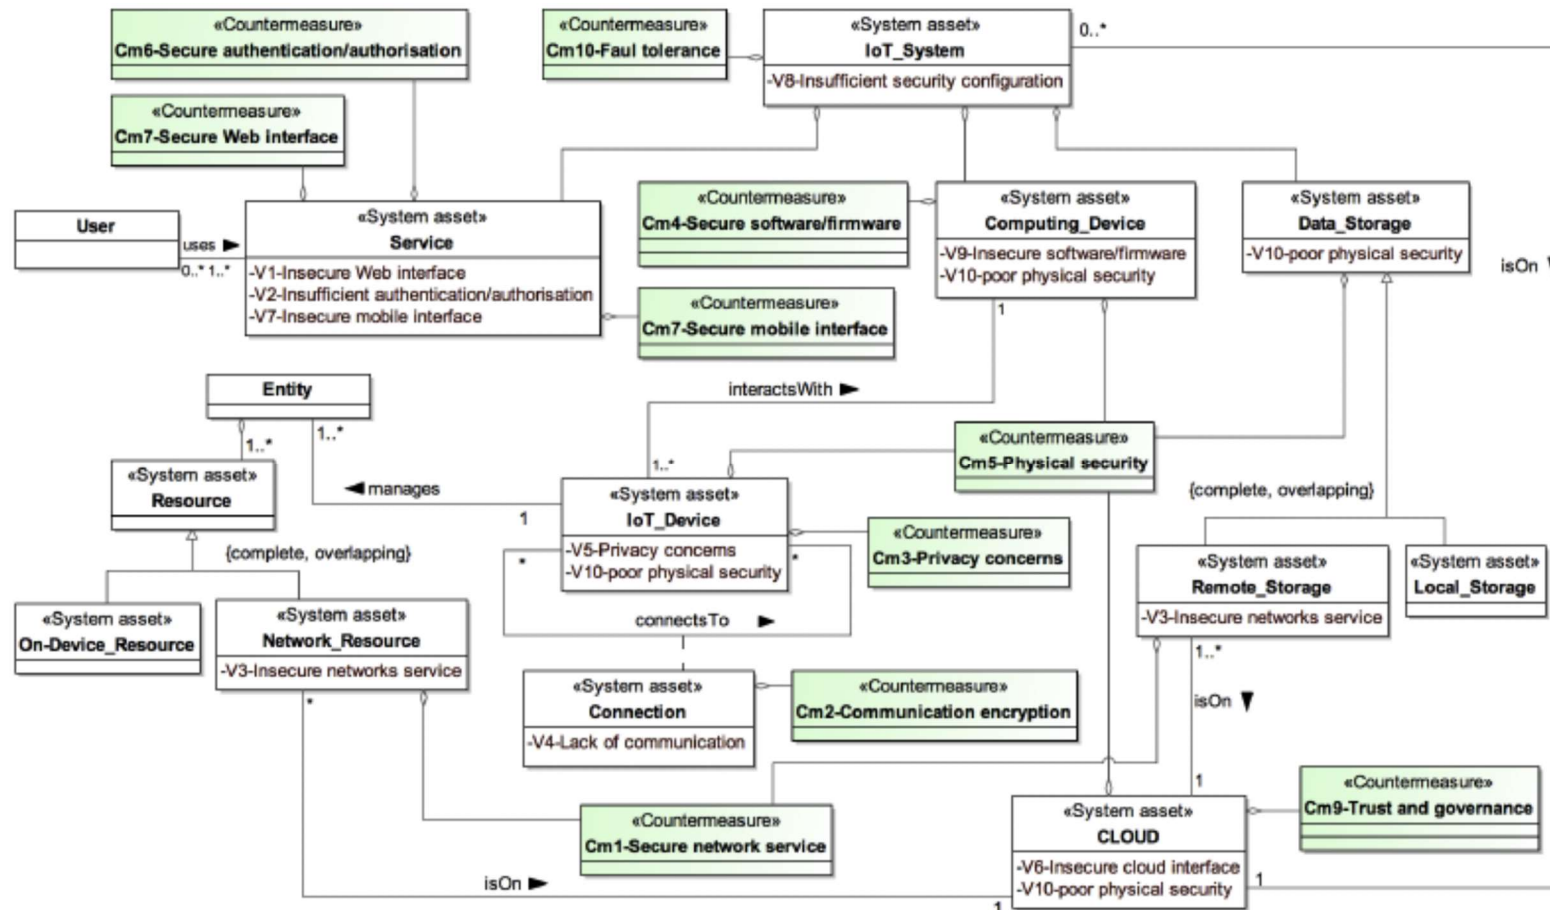 «Countermeasure»
Cm6-Secure authentication/authorisation
«Countermeasure»
Cm10-Faul tolerance
«System asset»
IoT_System
-V8-Insufficient security configuration
0..*
«Countermeasure»
Cm7-Secure Web interface
User
uses ►
0..* 1..*
«System asset»
Service
-V1-Insecure Web interface
-V2-Insufficient authentication/authorisation
-V7-Insecure mobile interface
«Countermeasure»
Cm4-Secure software/firmware
«System asset»
Computing_Device
-V9-Insecure software/firmware
-V10-poor physical security
1
«System asset»
Data_Storage
-V10-poor physical security
isOn
«Countermeasure»
Cm7-Secure mobile interface
Entity
1..*
1..*
interactsWith ►
1..*
«Countermeasure»
Cm5-Physical security
«System asset»
Resource
◄ manages
1
{complete, overlapping}
«System asset»
IoT_Device
-V5-Privacy concerns
-V10-poor physical security
*
*
connectsTo ►
«Countermeasure»
Cm3-Privacy concerns
{complete, overlapping}
«System asset»
Remote_Storage
-V3-Insecure networks service
1..*
«System asset»
Local_Storage
«System asset»
On-Device_Resource
«System asset»
Network_Resource
-V3-Insecure networks service
*
«System asset»
Connection
-V4-Lack of communication
«Countermeasure»
Cm2-Communication encryption
isOn ▼
1
«Countermeasure»
Cm1-Secure network service
«System asset»
CLOUD
-V6-Insecure cloud interface
-V10-poor physical security
«Countermeasure»
Cm9-Trust and governance
isOn ►
1
1